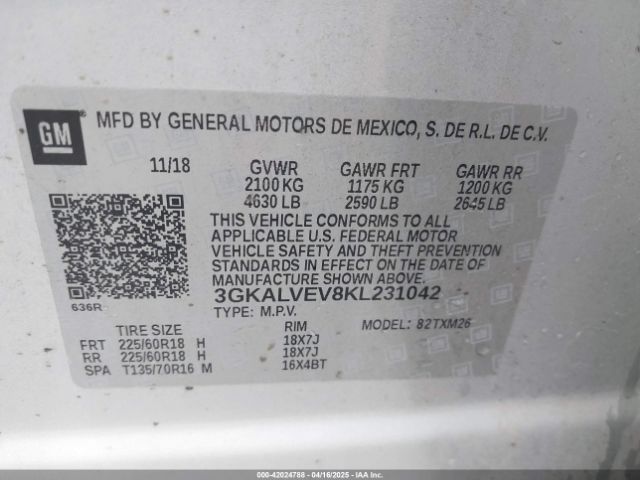 GM
MFD BY GENERAL MOTORS DE MEXICO, S. DE R.L. DE C.V.
11/18 GVWR GAWR FRT GAWR RR
2100 KG 1175 KG 1200 KG
4630 LB 2590 LB 2645 LB
THIS VEHICLE CONFORMS TO ALL
APPLICABLE U.S. FEDERAL MOTOR
VEHICLE SAFETY AND THEFT PREVENTION
STANDARDS IN EFFECT ON THE DATE OF
MANUFACTURE SHOWN ABOVE.
3GKALVEV8KL231042
636R
TYPE: M.P.V. MODEL: 82TXM26
TIRE SIZE RIM
FRT 225/60R18 H 18X7J
RR 225/60R18 H 18X7J
SPA T135/70R16 M 16X4BT
000-42024788 04/16/2025 IAA Inc.